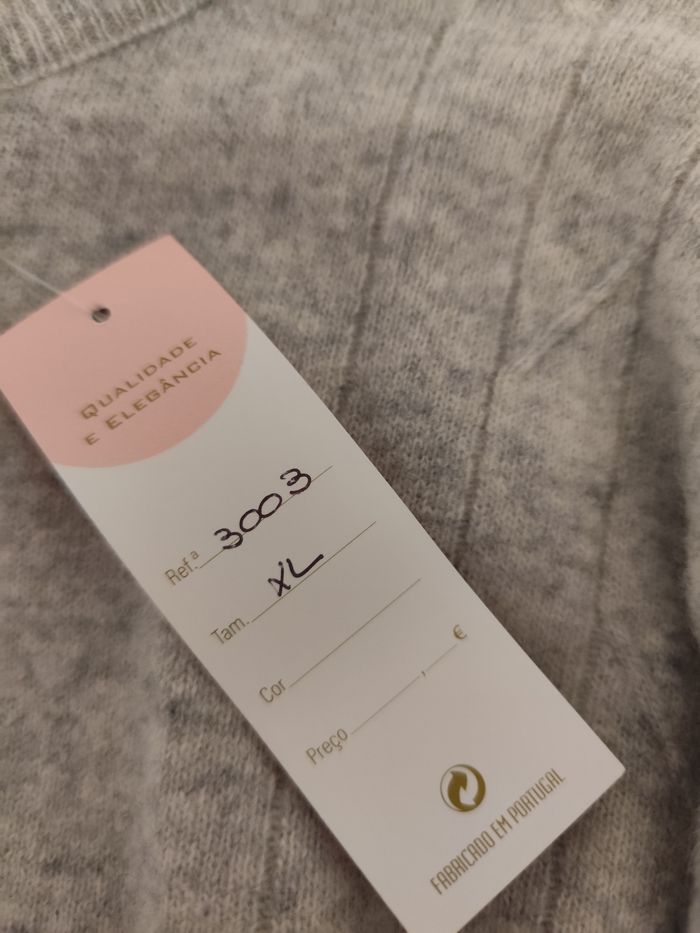 QUALIDADE
E ELEGÂNCIA
Ref.ª 3003
Tam. XL
Cor
Preço , €
FABRICADO EM PORTUGAL